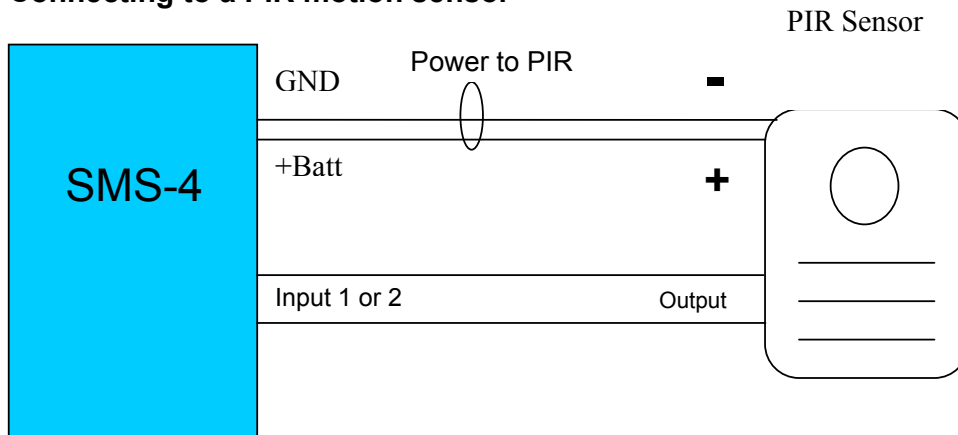 Connecting to a PIR motion sensor
PIR Sensor
GND
Power to PIR
-
+Batt
+
SMS-4
Input 1 or 2
Output